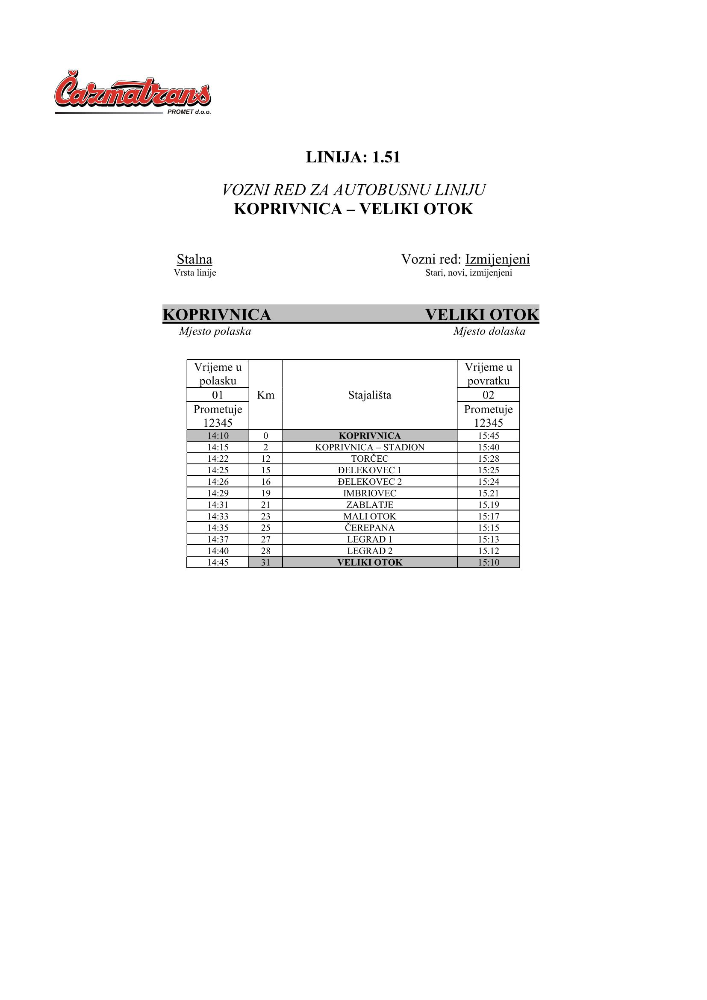 Čazmatrans
PROMET d.o.o.
LINIJA: 1.51
VOZNI RED ZA AUTOBUSNU LINIJU
KOPRIVNICA – VELIKI OTOK
Stalna Vozni red: Izmijenjeni
Vrsta linije Stari, novi, izmijenjeni
KOPRIVNICA VELIKI OTOK
Mjesto polaska Mjesto dolaska
Vrijeme u polasku Km Stajališta Vrijeme u povratku
01 02
Prometuje 12345 Prometuje 12345
14:10 0 KOPRIVNICA 15:45
14:15 2 KOPRIVNICA – STADION 15:40
14:22 12 TORČEC 15:28
14:25 15 ĐELEKOVEC 1 15:25
14:26 16 ĐELEKOVEC 2 15:24
14:29 19 IMBRIOVEC 15.21
14:31 21 ZABLATJE 15.19
14:33 23 MALI OTOK 15:17
14:35 25 ČEREPANA 15:15
14:37 27 LEGRAD 1 15:13
14:40 28 LEGRAD 2 15.12
14:45 31 VELIKI OTOK 15:10